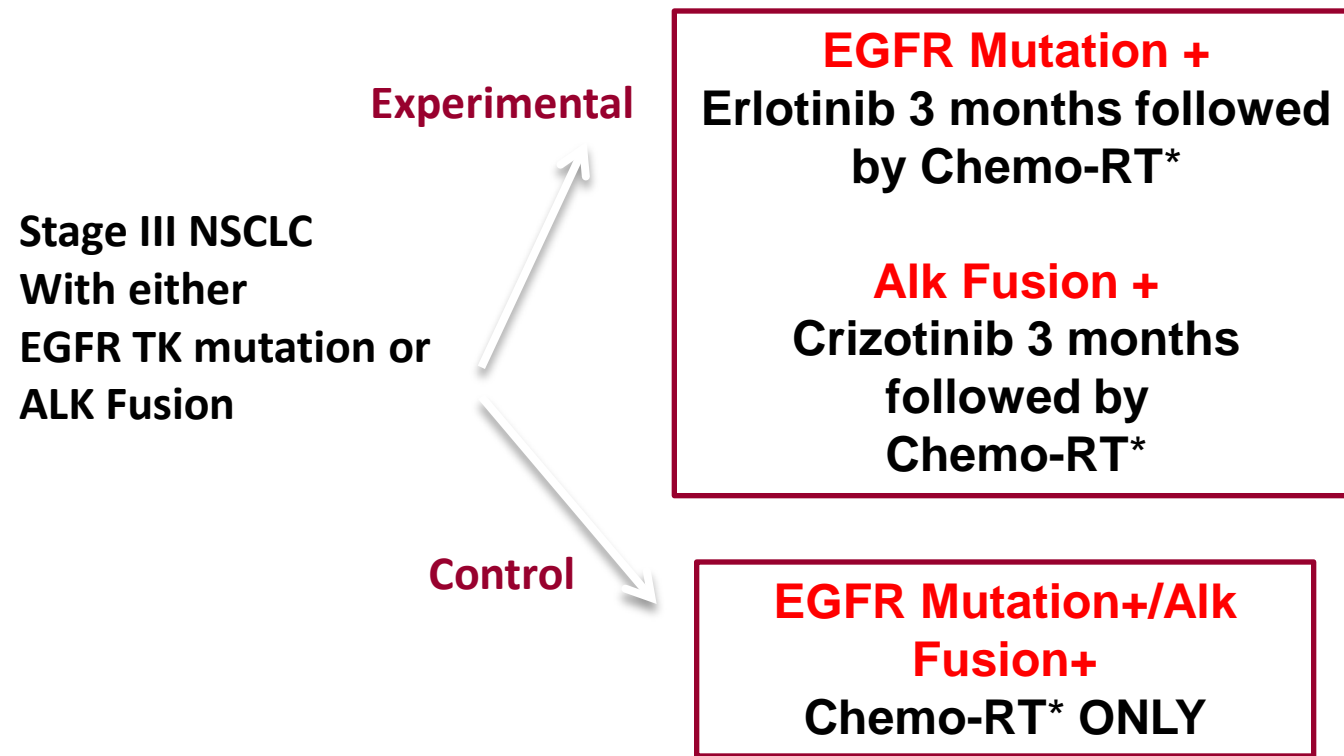 Experimental
EGFR Mutation +
Erlotinib 3 months followed
by Chemo-RT*
Stage III NSCLC
With either
EGFR TK mutation or
ALK Fusion
Alk Fusion +
Crizotinib 3 months
followed by
Chemo-RT*
Control
EGFR Mutation+/Alk
Fusion+
Chemo-RT* ONLY